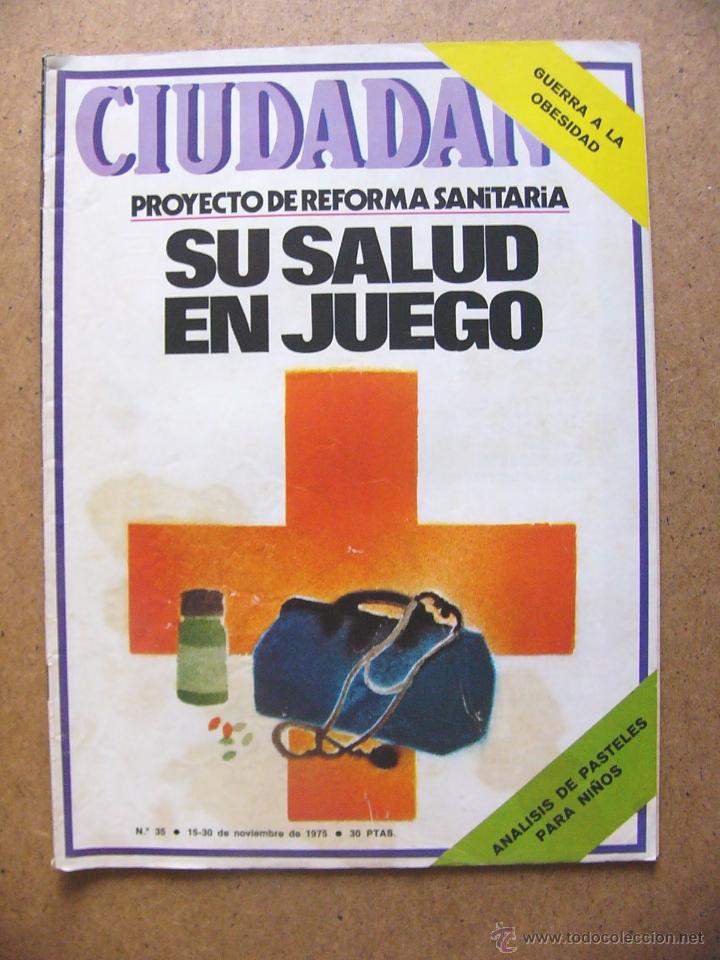 CIUDADAN
GUERRA A LA
OBESIDAD
PROYECTO DE REFORMA SANiTARiA
SU SALUD
EN JUEGO
ANALISIS DE PASTELES
PARA NIÑOS
N.° 35 • 15-30 de noviembre de 1975 • 30 PTAS.
© www.todocoleccion.net